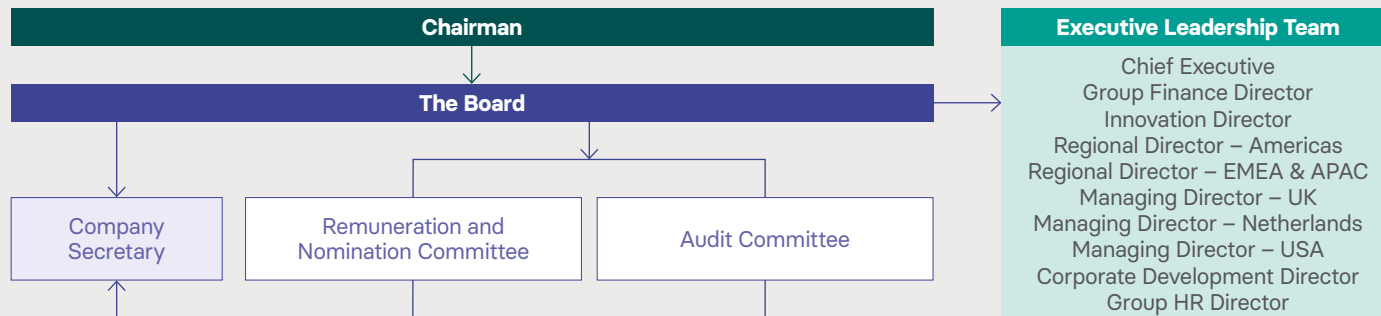 Chairman
The Board
Company
Secretary
Remuneration and
Nomination Committee
Audit Committee
Executive Leadership Team
Chief Executive
Group Finance Director
Innovation Director
Regional Director – Americas
Regional Director – EMEA & APAC
Managing Director – UK
Managing Director – Netherlands
Managing Director – USA
Corporate Development Director
Group HR Director